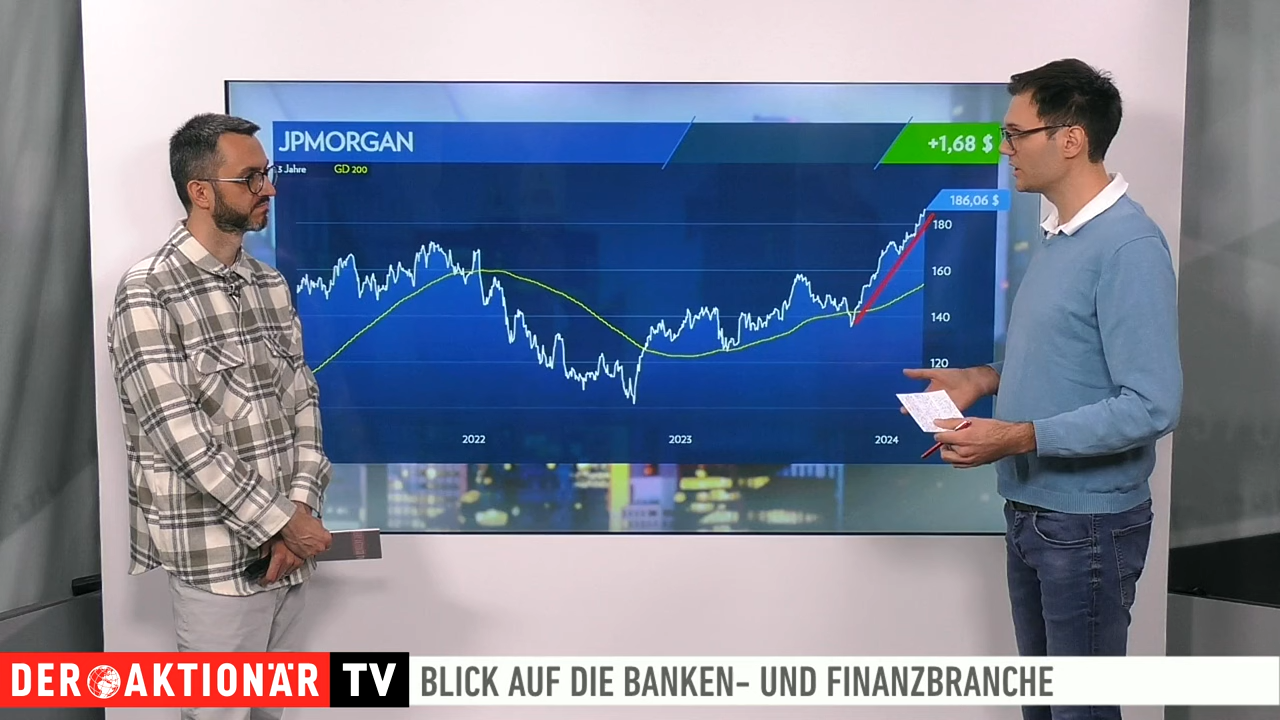 JPMORGAN
+1,68 $
3 Jahre GD 200
186,06 $
180
160
140
120
2022 2023 2024
DER AKTIONÄR TV BLICK AUF DIE BANKEN- UND FINANZBRANCHE